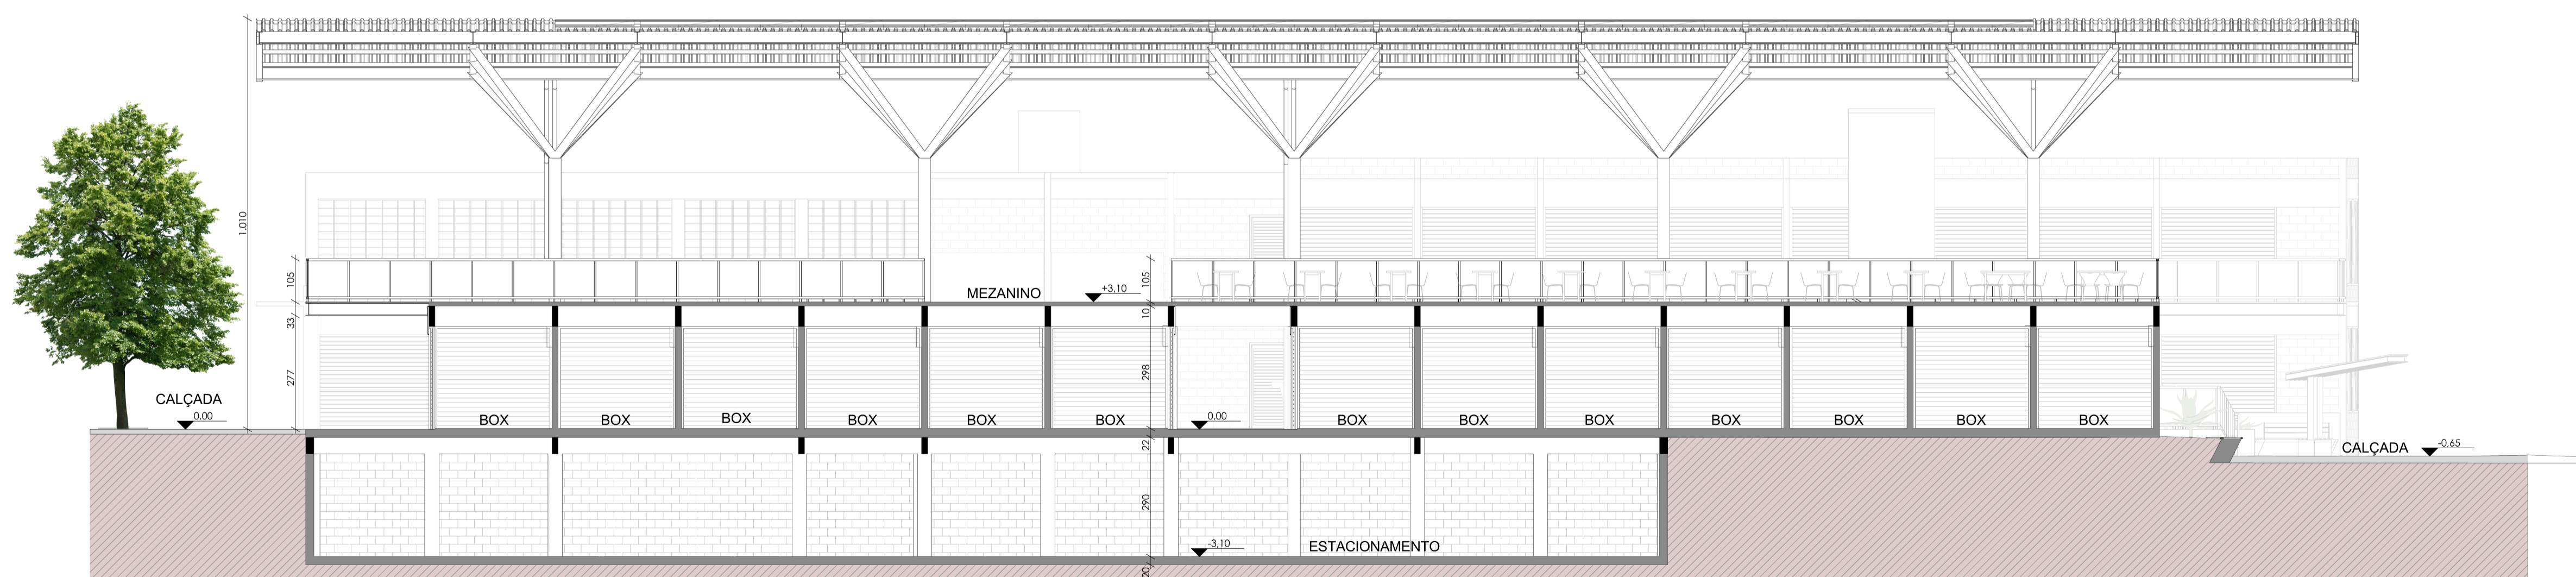 1.010
105
105
MEZANINO
+3,10
33
10
277
298
CALÇADA
0,00
BOX
BOX
BOX
BOX
BOX
BOX
0,00
BOX
BOX
BOX
BOX
BOX
BOX
BOX
22
CALÇADA
-0,65
290
-3,10
ESTACIONAMENTO
20